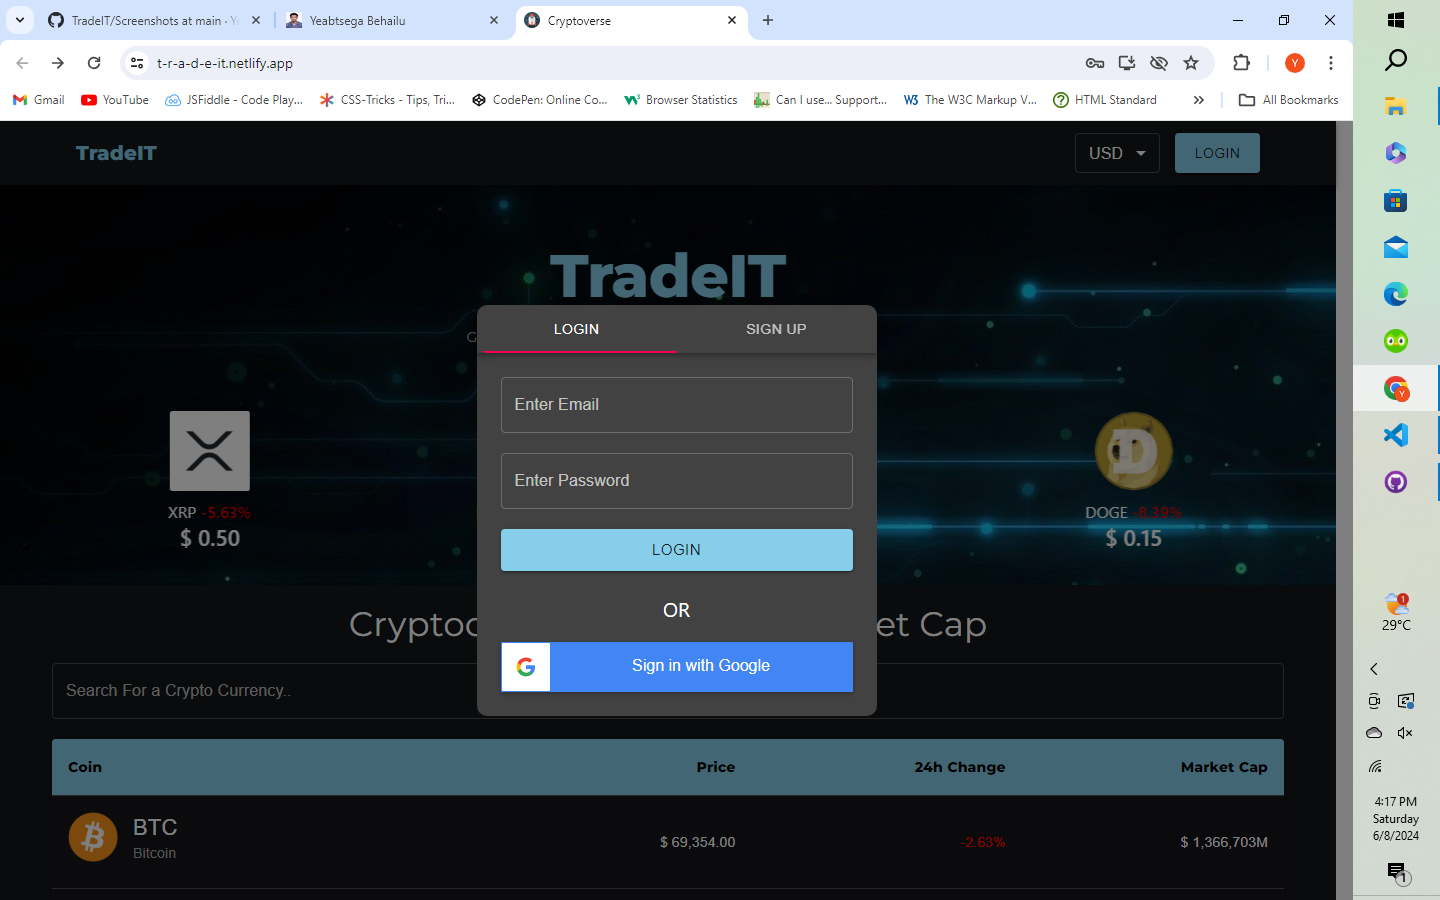 TradeIT/Screenshots at main · Y
Yeabtsega Behailu
Cryptoverse
t-r-a-d-e-it.netlify.app
Y
Gmail
YouTube
JSFiddle - Code Play...
CSS-Tricks - Tips, Tri...
CodePen: Online Co...
Browser Statistics
Can I use... Support...
W3
The W3C Markup V...
HTML Standard
All Bookmarks
TradeIT
USD
LOGIN
TradeIT
G
LOGIN
SIGN UP
Enter Email
Enter Password
LOGIN
OR
Sign in with Google
XRP -5.63%
$ 0.50
DOGE -8.39%
$ 0.15
Cryptoc
et Cap
Search For a Crypto Currency..
Coin
Price
24h Change
Market Cap
BTC
Bitcoin
$ 69,354.00
-2.63%
$ 1,366,703M
Y
1
29°C
4:17 PM
Saturday
6/8/2024
1